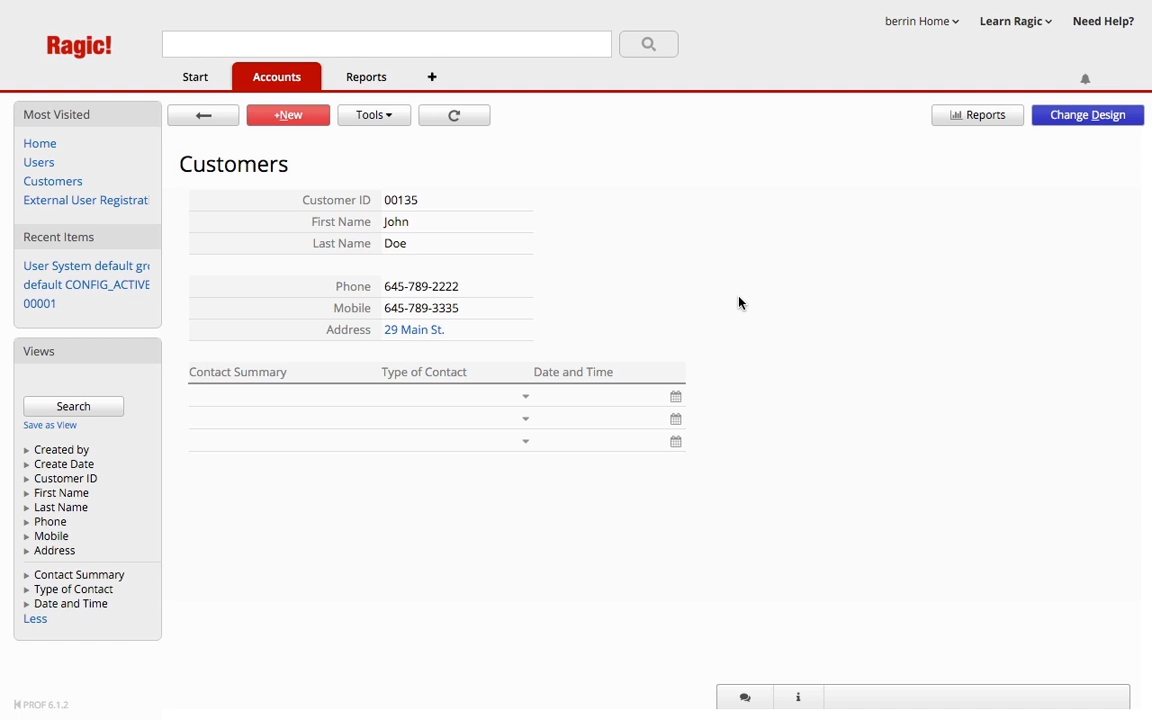 berrin Home
Learn Ragic
Need Help?
Ragic!
Start
Accounts
Reports
+
Most Visited
Home
Users
Customers
External User Registrat
Recent Items
User System default gro
default CONFIG_ACTIVE
00001
+New
Tools
Reports
Change Design
Customers
Customer ID 00135
First Name John
Last Name Doe
Phone 645-789-2222
Mobile 645-789-3335
Address 29 Main St.
Contact Summary Type of Contact Date and Time
Views
Search
Save as View
Created by
Create Date
Customer ID
First Name
Last Name
Phone
Mobile
Address
Contact Summary
Type of Contact
Date and Time
Less
PROF 6.1.2